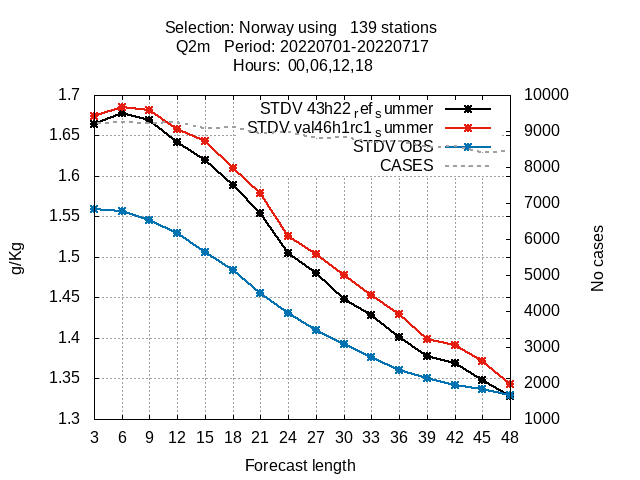 Selection: Norway using   139 stations
Q2m   Period: 20220701-20220717
Hours:  00,06,12,18
1.7
1.65
1.6
1.55
1.5
1.45
1.4
1.35
1.3
g/Kg
STDV 43h22 ref summer
STDV val46h1rc1 summer
STDV OBS
CASES
10000
9000
8000
7000
6000
5000
4000
3000
2000
1000
No cases
3 6 9 12 15 18 21 24 27 30 33 36 39 42 45 48
Forecast length